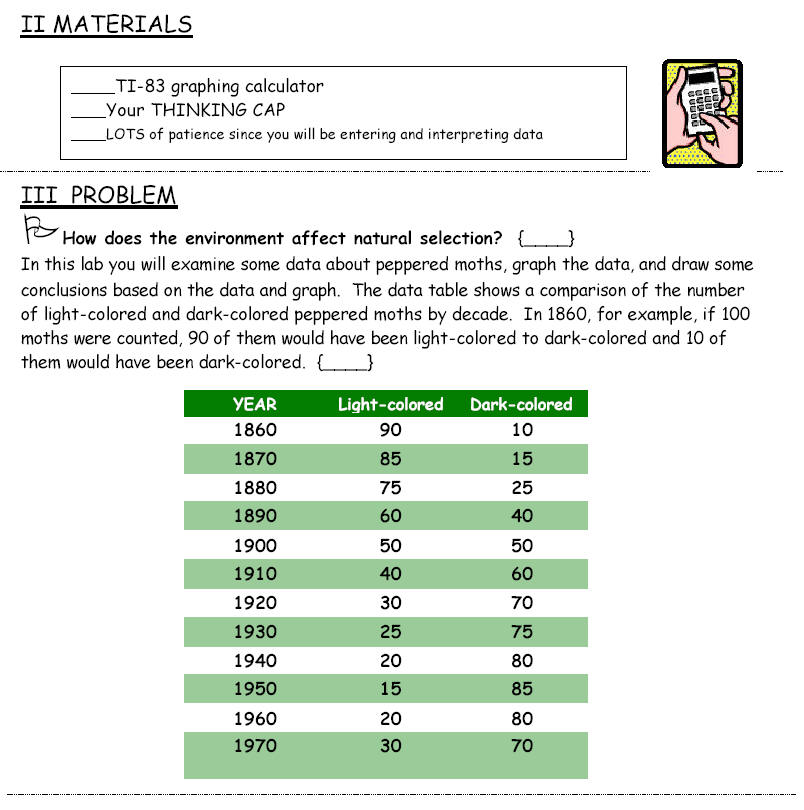 II MATERIALS
____TI-83 graphing calculator
____Your THINKING CAP
____LOTS of patience since you will be entering and interpreting data
III PROBLEM
How does the environment affect natural selection? {____}
In this lab you will examine some data about peppered moths, graph the data, and draw some
conclusions based on the data and graph. The data table shows a comparison of the number
of light-colored and dark-colored peppered moths by decade. In 1860, for example, if 100
moths were counted, 90 of them would have been light-colored to dark-colored and 10 of
them would have been dark-colored. {____}
YEAR Light-colored Dark-colored
1860 90 10
1870 85 15
1880 75 25
1890 60 40
1900 50 50
1910 40 60
1920 30 70
1930 25 75
1940 20 80
1950 15 85
1960 20 80
1970 30 70